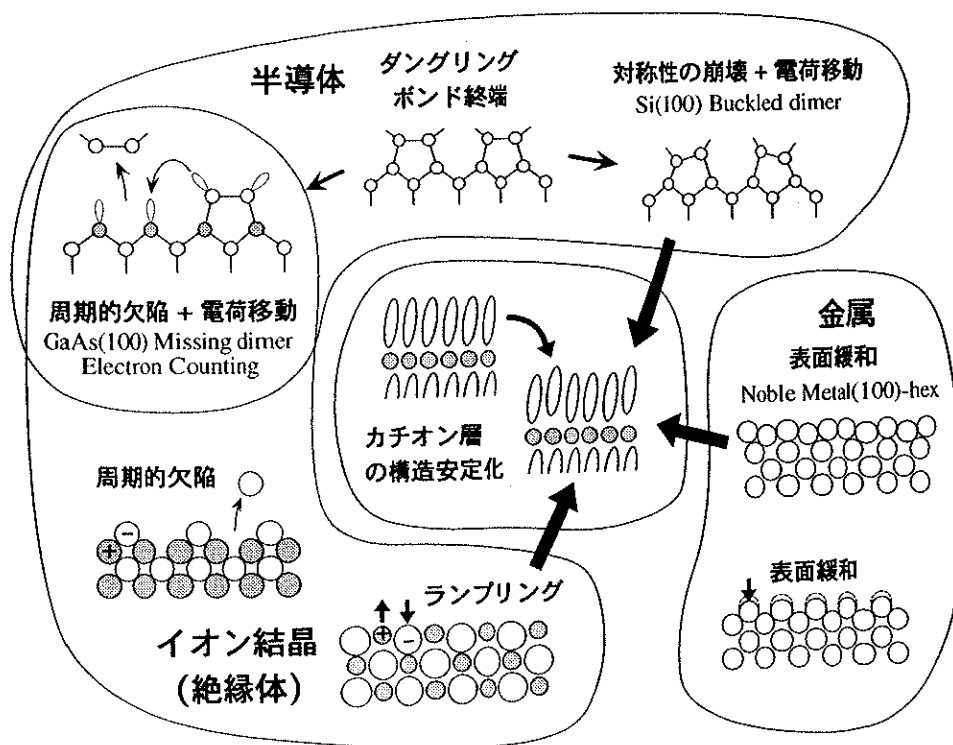 半導体
ダングリング
ボンド終端
対称性の崩壊 + 電荷移動
Si(100) Buckled dimer
周期的欠陥 + 電荷移動
GaAs(100) Missing dimer
Electron Counting
カチオン層
の構造安定化
金属
表面緩和
Noble Metal(100)-hex
周期的欠陥
−
+
表面緩和
ランプリング
+
−
イオン結晶
(絶縁体)